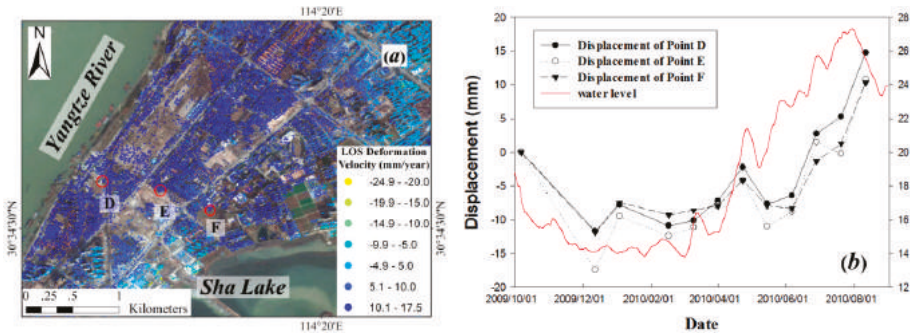 114°20'E
N
(a)
Yangtze River
30°34'30"N
D
E
F
Sha Lake
LOS Deformation
Velocity (mm/year)
-24.9 - -20.0
-19.9 - -15.0
-14.9 - -10.0
-9.9 - -5.0
-4.9 - 5.0
5.1 - 10.0
10.1 - 17.5
0 .25 .5 1
Kilometers
30°34'30"N
114°20'E
20
15
10
5
0
-5
-10
-15
-20
Displacement (mm)
Displacement of Point D
Displacement of Point E
Displacement of Point F
water level
28
26
24
22
20
18
16
14
12
(b)
2009/10/01 2009/12/01 2010/02/01 2010/04/01 2010/06/01 2010/08/01
Date